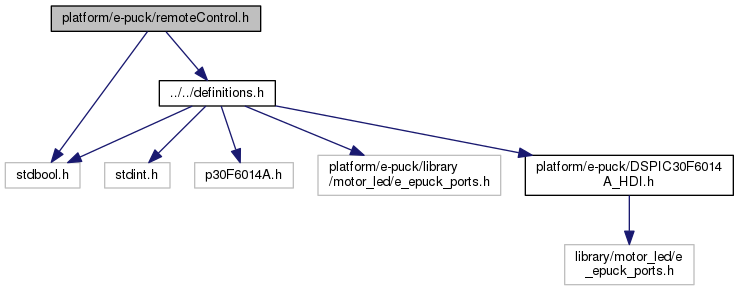 platform/e-puck/remoteControl.h
../../definitions.h
stdbool.h
stdint.h
p30F6014A.h
platform/e-puck/library
/motor_led/e_epuck_ports.h
platform/e-puck/DSPIC30F6014
A_HDI.h
library/motor_led/e
_epuck_ports.h